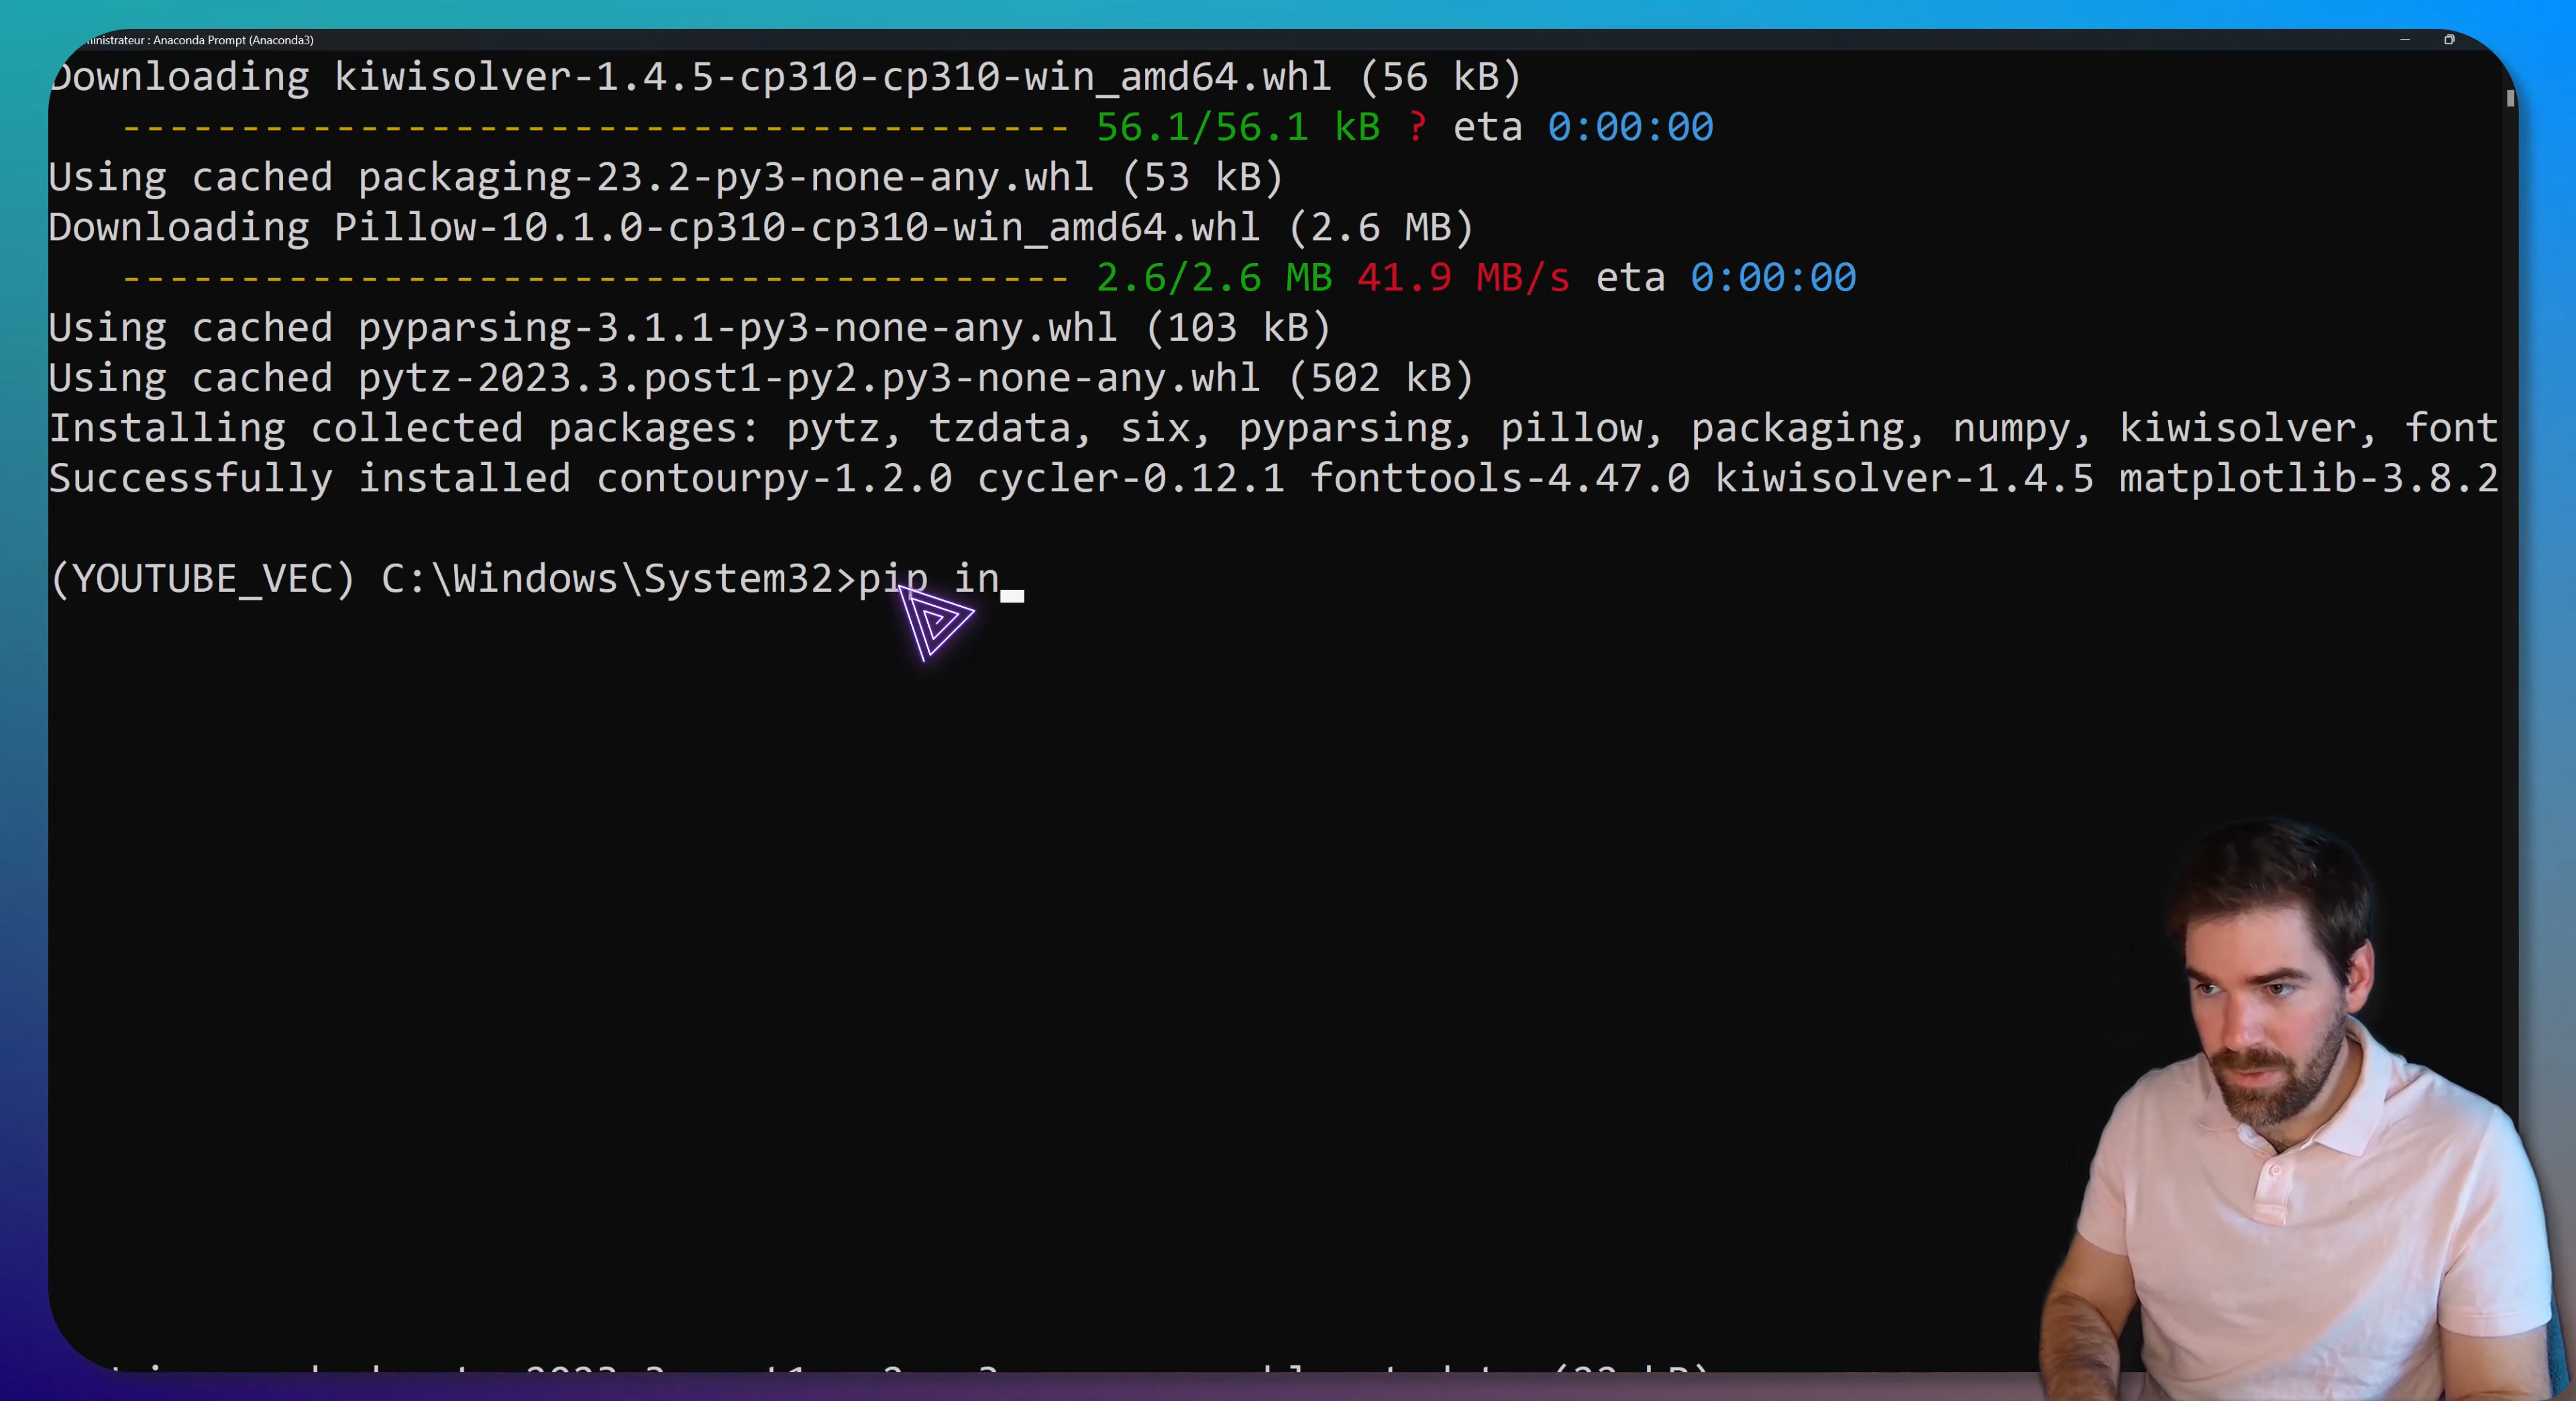 ministrateur : Anaconda Prompt (Anaconda3)
Downloading kiwisolver-1.4.5-cp310-cp310-win_amd64.whl (56 kB)
---------------------------------------- 56.1/56.1 kB ? eta 0:00:00
Using cached packaging-23.2-py3-none-any.whl (53 kB)
Downloading Pillow-10.1.0-cp310-cp310-win_amd64.whl (2.6 MB)
---------------------------------------- 2.6/2.6 MB 41.9 MB/s eta 0:00:00
Using cached pyparsing-3.1.1-py3-none-any.whl (103 kB)
Using cached pytz-2023.3.post1-py2.py3-none-any.whl (502 kB)
Installing collected packages: pytz, tzdata, six, pyparsing, pillow, packaging, numpy, kiwisolver, font
Successfully installed contourpy-1.2.0 cycler-0.12.1 fonttools-4.47.0 kiwisolver-1.4.5 matplotlib-3.8.2
(YOUTUBE_VEC) C:\Windows\System32>pip in